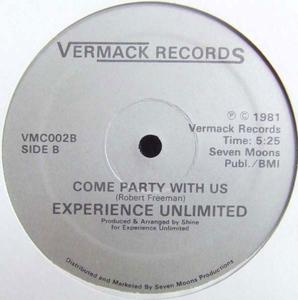 VERMACK RECORDS
VMC002B
SIDE B
℗ © 1981
Vermack Records
Time: 5:25
Seven Moons
Publ./BMI
COME PARTY WITH US
(Robert Freeman)
EXPERIENCE UNLIMITED
Produced & Arranged by Shine
for Experience Unlimited
Distributed and Marketed By Seven Moons Productions